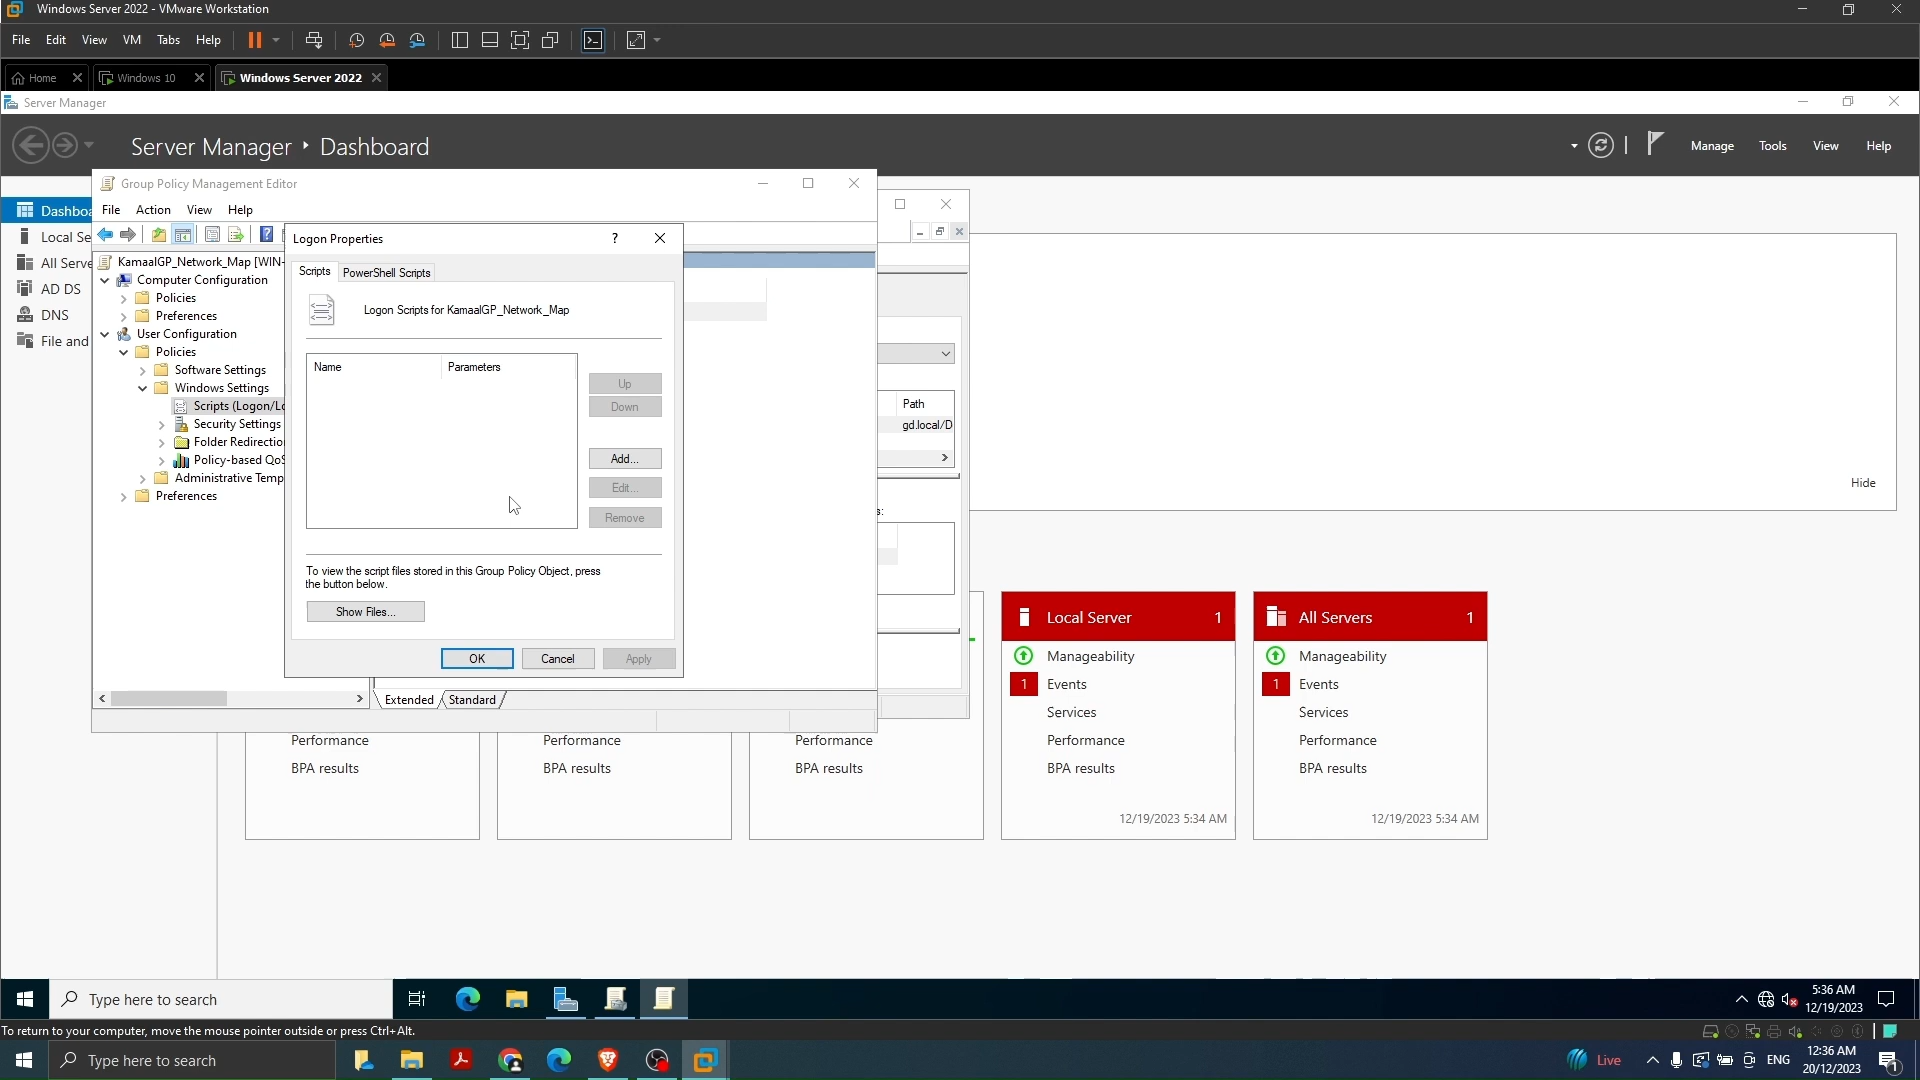 Windows Server 2022 - VMware Workstation
File Edit View VM Tabs Help
Home Windows 10 Windows Server 2022
Server Manager
Server Manager Dashboard
Manage Tools View Help
Group Policy Management Editor
File Action View Help
Dashboa
Local Se
All Serve
AD DS
DNS
File and
KamaalGP_Network_Map [WIN-
Computer Configuration
Policies
Preferences
User Configuration
Policies
Software Settings
Windows Settings
Scripts (Logon/Lo
Security Settings
Folder Redirectio
Policy-based QoS
Administrative Temp
Preferences
Extended Standard
Logon Properties
?
Scripts PowerShell Scripts
Logon Scripts for KamaalGP_Network_Map
Name Parameters
Up
Down
Add...
Edit...
Remove
To view the script files stored in this Group Policy Object, press
the button below.
Show Files...
OK Cancel Apply
Path
gd.local/D
s:
Hide
Performance
BPA results
Performance
BPA results
Performance
BPA results
Local Server 1
Manageability
1 Events
Services
Performance
BPA results
12/19/2023 5:34 AM
All Servers 1
Manageability
1 Events
Services
Performance
BPA results
12/19/2023 5:34 AM
Type here to search
5:36 AM
12/19/2023
To return to your computer, move the mouse pointer outside or press Ctrl+Alt.
Type here to search
Live
ENG
12:36 AM
20/12/2023
1